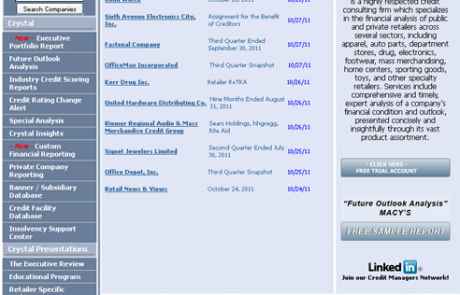 Search Companies
Crystal
- New - Executive
Portfolio Report
Future Outlook
Analysis
Industry Credit Scoring
Reports
Credit Rating Change
Alert
Special Analysis
Crystal Insights
- New - Custom
Financial Reporting
Private Company
Reporting
Banner / Subsidiary
Database
Credit Facility
Database
Insolvency Support
Center
Crystal Presentations
The Executive Review
Educational Program
Retailer Specific
Sixth Avenue Electronics City, Inc. Assignment for the Benefit of Creditors 10/28/11
Fastenal Company Third Quarter Ended September 30, 2011 10/27/11
OfficeMax Incorporated Third Quarter Snapshot 10/27/11
Kerr Drug Inc. Retailer RxTRA 10/26/11
United Hardware Distributing Co. Nine Months Ended August 31, 2011 10/26/11
Riemer Regional Audio & Mass Merchandise Credit Group Sears Holdings, hhgregg, Rite Aid 10/26/11
Signet Jewelers Limited Second Quarter Ended July 30, 2011 10/25/11
Office Depot, Inc. Third Quarter Snapshot 10/25/11
Retail News & Views October 24, 2011 10/24/11
is a highly respected credit
consulting firm which specializes
in the financial analysis of public
and private retailers across
several sectors, including
apparel, auto parts, department
stores, drug, electronics,
footwear, mass merchandising,
home centers, sporting goods,
toys, and other specialty
retailers. Services include
comprehensive and timely,
expert analysis of a company's
financial condition and outlook,
presented concisely and
insightfully through its vast
product assortment.
- CLICK HERE -
FREE TRIAL ACCOUNT
"Future Outlook Analysis"
MACY'S
FREE SAMPLE REPORT
Linked in
Join our Credit Managers Network!